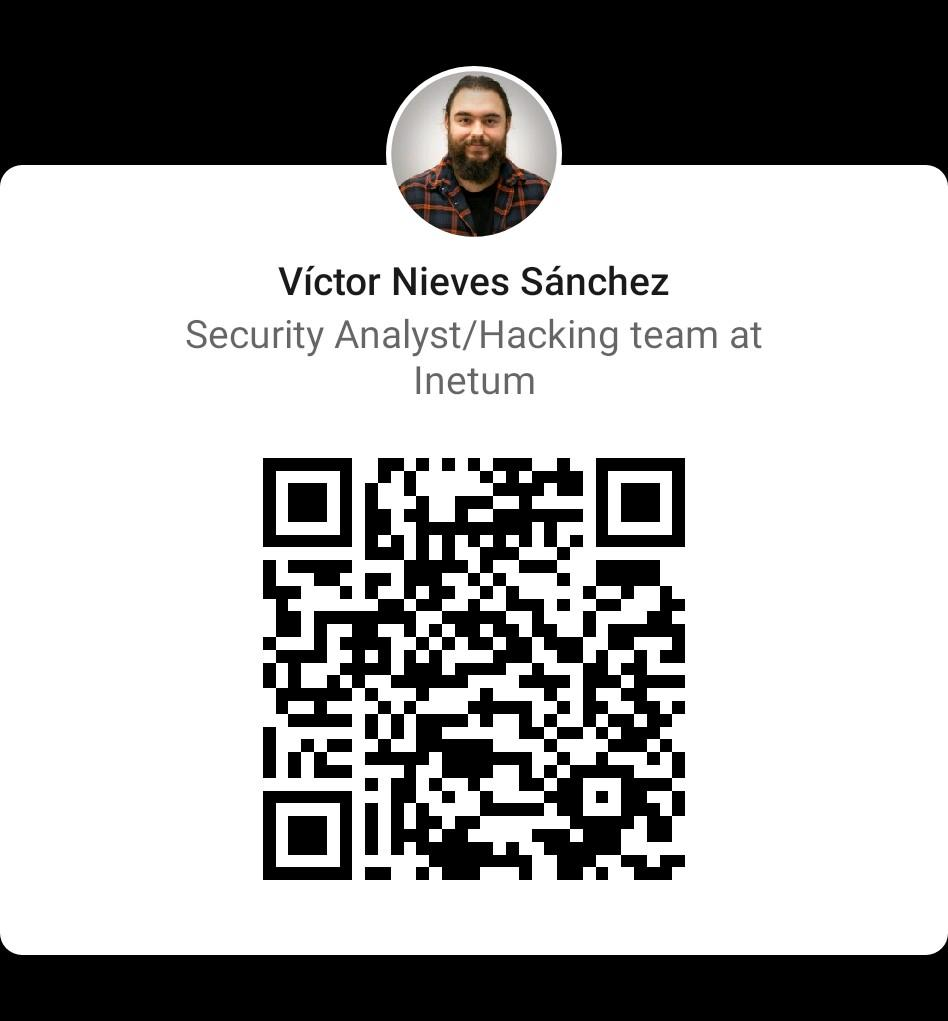 Víctor Nieves Sánchez
Security Analyst/Hacking team at
Inetum